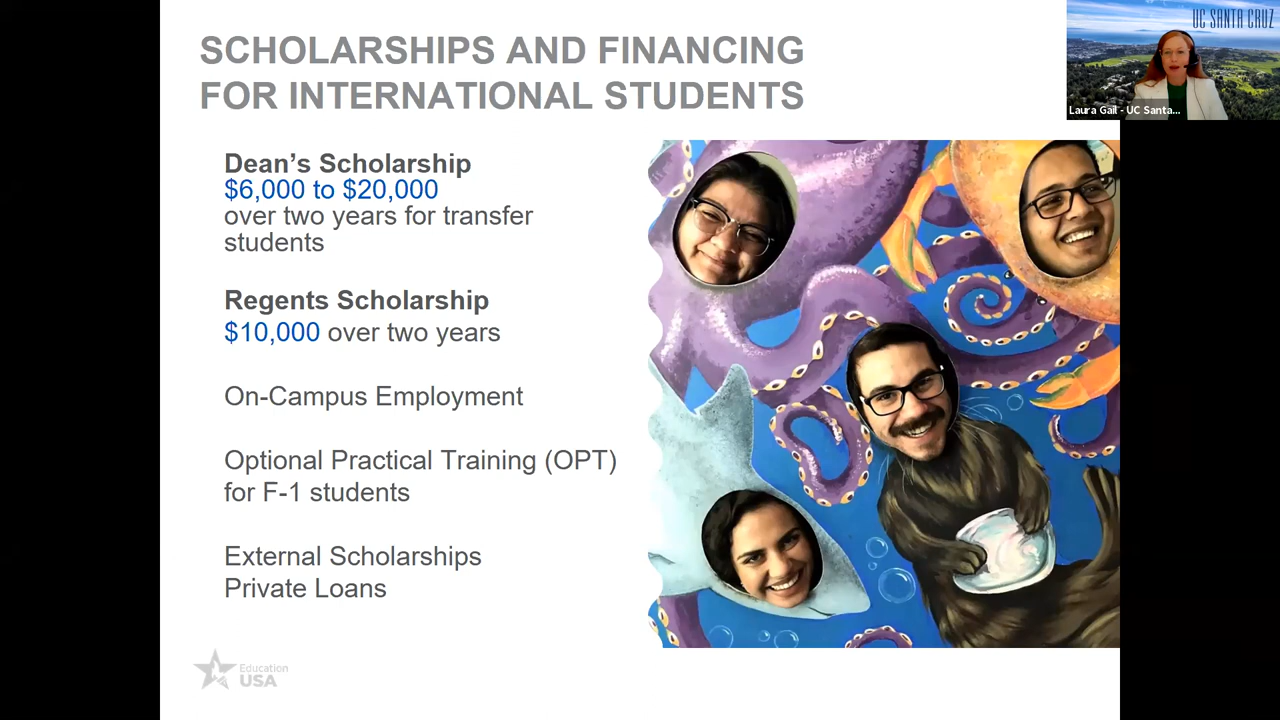 SCHOLARSHIPS AND FINANCING
FOR INTERNATIONAL STUDENTS
UC SANTA CRUZ
Laura Gail - UC Santa...
Dean’s Scholarship
$6,000 to $20,000
over two years for transfer
students
Regents Scholarship
$10,000 over two years
On-Campus Employment
Optional Practical Training (OPT)
for F-1 students
External Scholarships
Private Loans
Education
USA